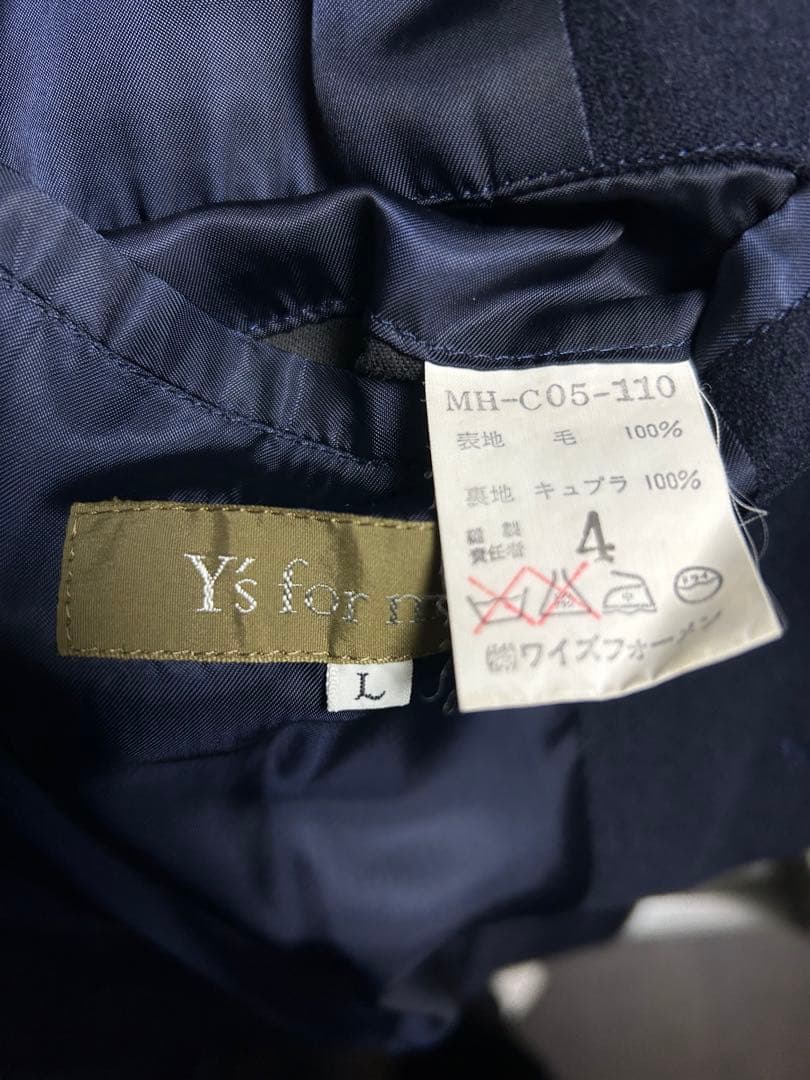 MH-C05-110
表地 毛 100%
裏地 キュプラ 100%
縫製
責任者 4
中 ドライ
㈱ワイズフォーメン
Y's for
L